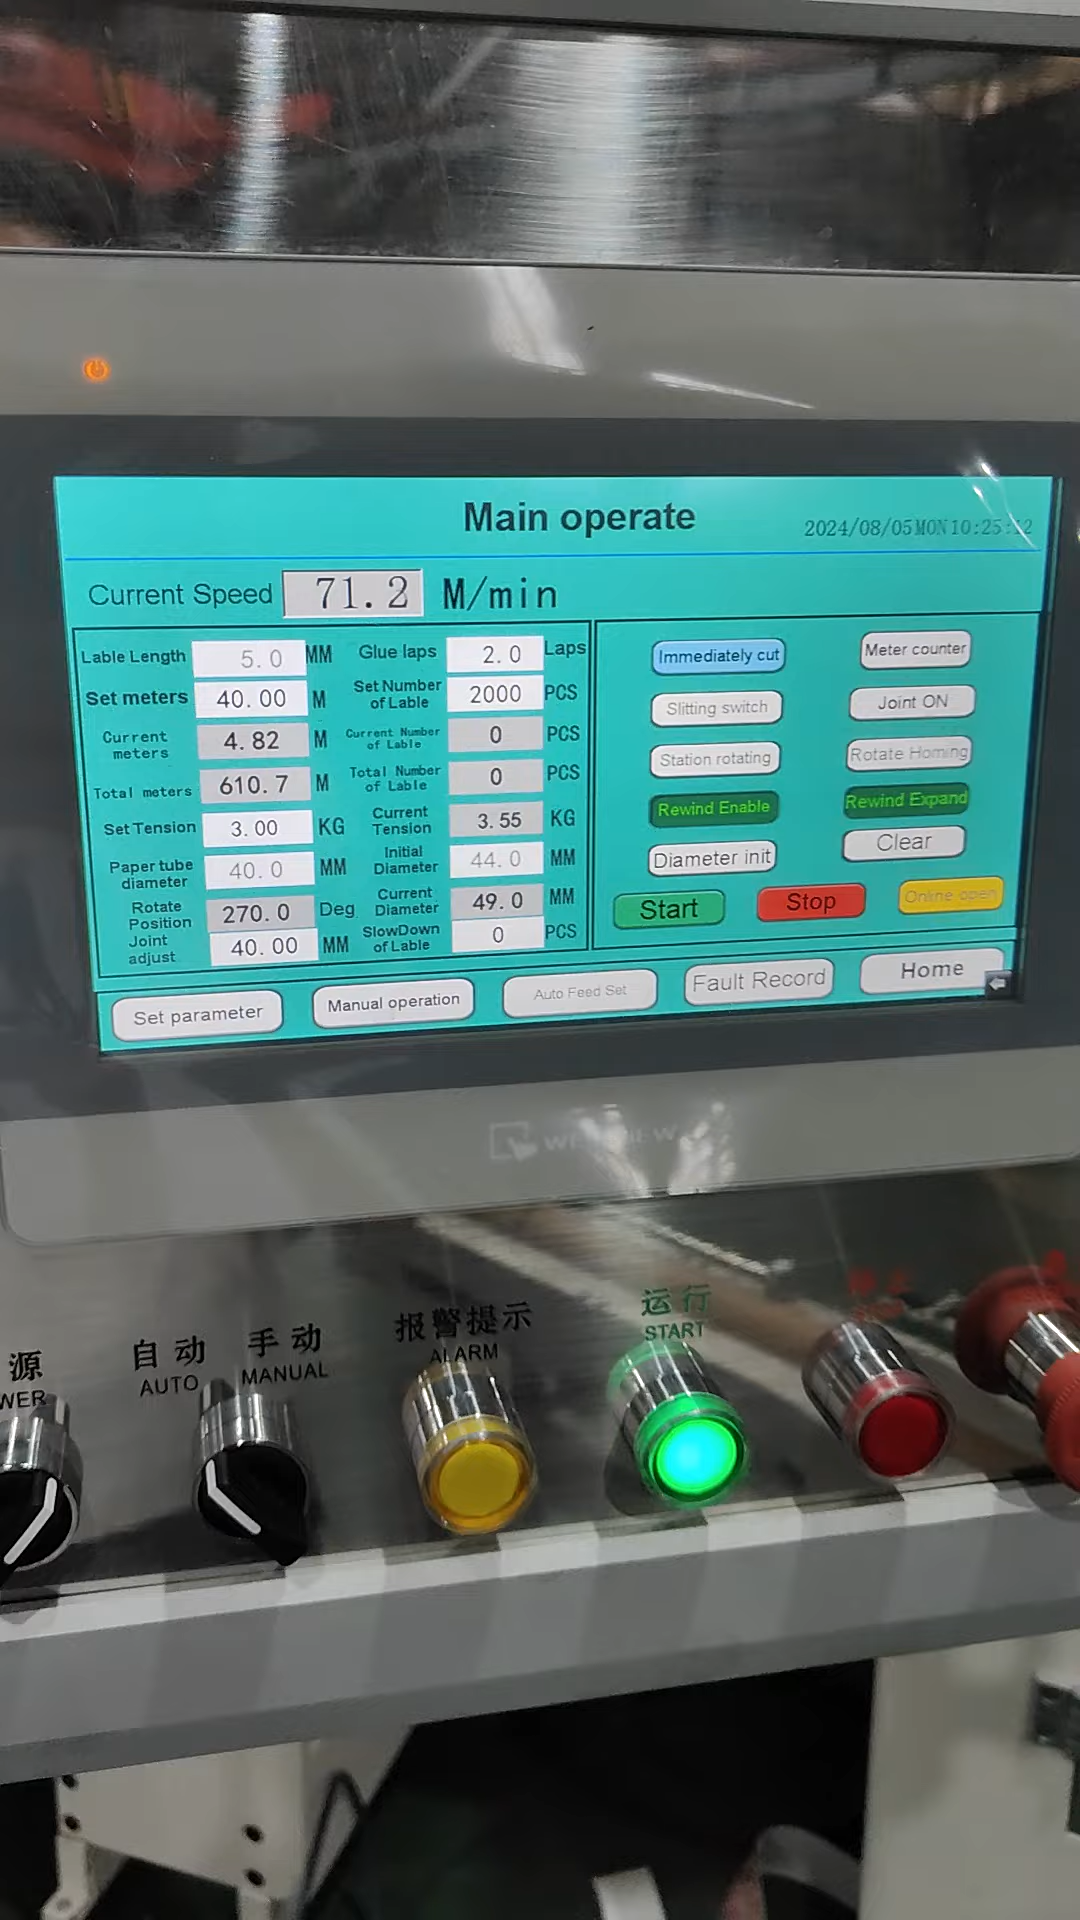 Main operate
2024/08/05 MON 10:25:12
Current Speed 71.2 M/min
Lable Length 5.0 MM Glue laps 2.0 Laps
Set meters 40.00 M Set Number of Lable 2000 PCS
Current meters 4.82 M Current Number of Lable 0 PCS
Total meters 610.7 M Total Number of Lable 0 PCS
Set Tension 3.00 KG Current Tension 3.55 KG
Paper tube diameter 40.0 MM Initial Diameter 44.0 MM
Rotate Position 270.0 Deg Current Diameter 49.0 MM
Joint adjust 40.00 MM SlowDown of Lable 0 PCS
Immediately cut Meter counter
Slitting switch Joint ON
Station rotating Rotate Homing
Rewind Enable Rewind Expand
Diameter init Clear
Start Stop Online open
Set parameter Manual operation Auto Feed Set Fault Record Home
源 自动 手动 报警提示 运行
WER AUTO MANUAL ALARM START